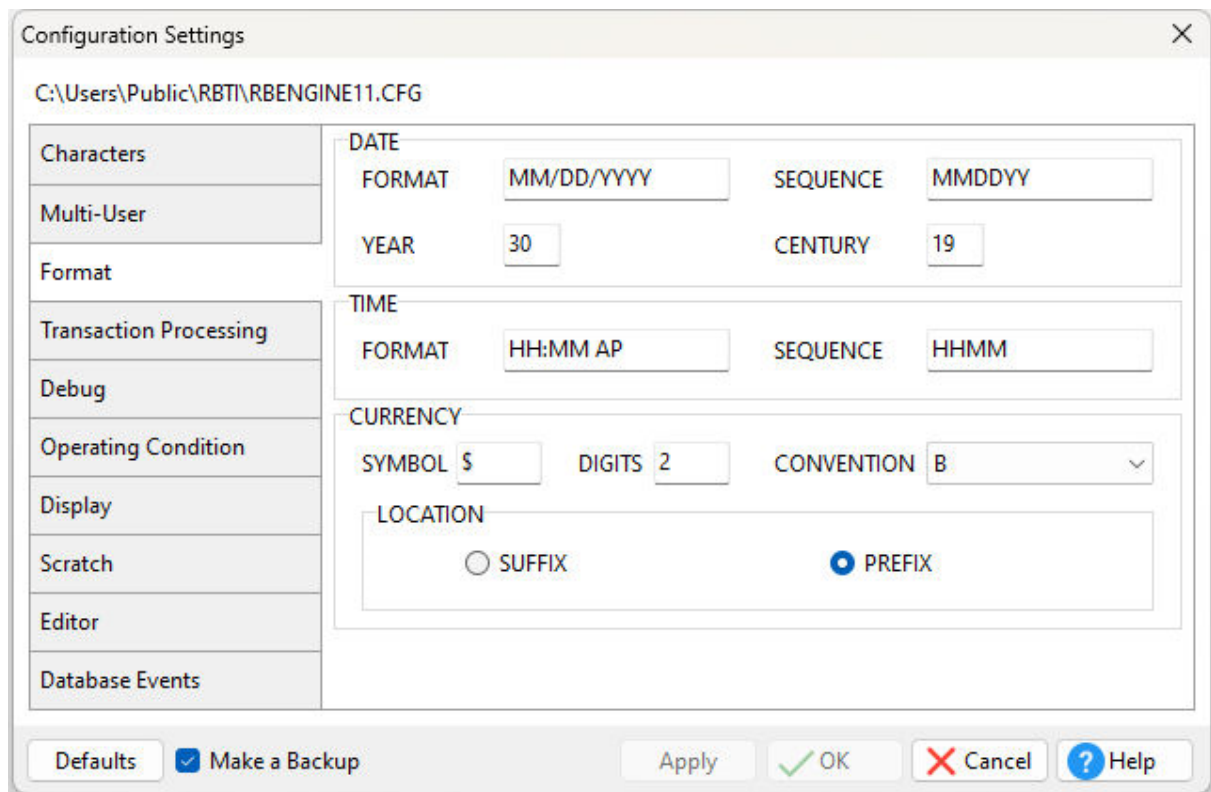 Configuration Settings
C:\Users\Public\RBTI\RBENGINE11.CFG
Characters
Multi-User
Format
Transaction Processing
Debug
Operating Condition
Display
Scratch
Editor
Database Events
DATE
FORMAT MM/DD/YYYY SEQUENCE MMDDYY
YEAR 30 CENTURY 19
TIME
FORMAT HH:MM AP SEQUENCE HHMM
CURRENCY
SYMBOL $ DIGITS 2 CONVENTION B
LOCATION
SUFFIX PREFIX
Defaults Make a Backup Apply OK Cancel ? Help